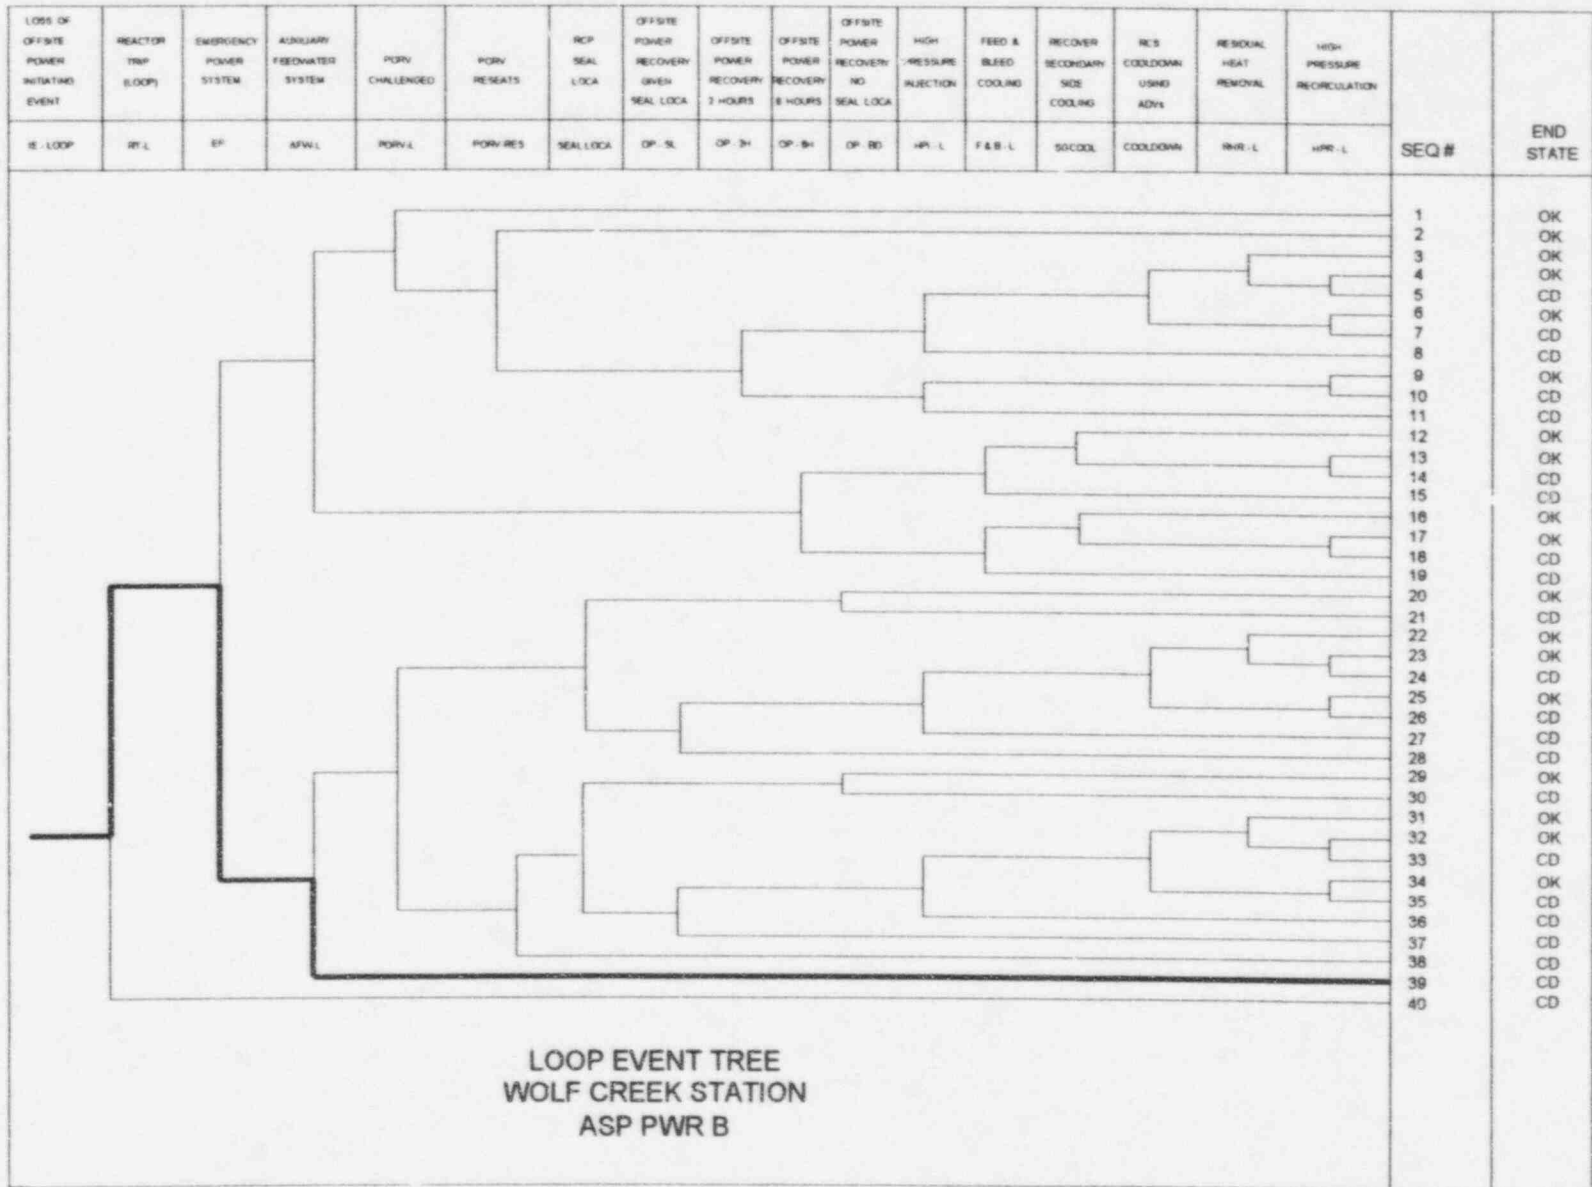 LOSS OF
OFFSITE
POWER
INITIATING
EVENT
REACTOR
TRIP
(LOOP)
EMERGENCY
POWER
SYSTEM
AUXILIARY
FEEDWATER
SYSTEM
PORV
CHALLENGED
PORV
RESEATS
RCP
SEAL
LOCA
OFFSITE
POWER
RECOVERY
GIVEN
SEAL LOCA
OFFSITE
POWER
RECOVERY
2 HOURS
OFFSITE
POWER
RECOVERY
6 HOURS
OFFSITE
POWER
RECOVERY
NO
SEAL LOCA
HIGH
PRESSURE
INJECTION
FEED &
BLEED
COOLING
RECOVER
SECONDARY
SIDE
COOLING
RCS
COOLDOWN
USING
ADVs
RESIDUAL
HEAT
REMOVAL
HIGH
PRESSURE
RECIRCULATION
IE - LOOP
RT-L
EP
AFW-L
PORV-L
PORV-RES
SEAL LOCA
OP - SL
OP - 2H
OP - 6H
OP - BD
HPI - L
F & B - L
SGCOOL
COOLDOWN
RHR - L
HPR - L
SEQ #
END
STATE
1 OK
2 OK
3 OK
4 OK
5 CD
6 OK
7 CD
8 CD
9 OK
10 CD
11 CD
12 OK
13 OK
14 CD
15 CD
16 OK
17 OK
18 CD
19 CD
20 OK
21 CD
22 OK
23 OK
24 CD
25 OK
26 CD
27 CD
28 CD
29 OK
30 CD
31 OK
32 OK
33 CD
34 OK
35 CD
36 CD
37 CD
38 CD
39 CD
40 CD
LOOP EVENT TREE
WOLF CREEK STATION
ASP PWR B